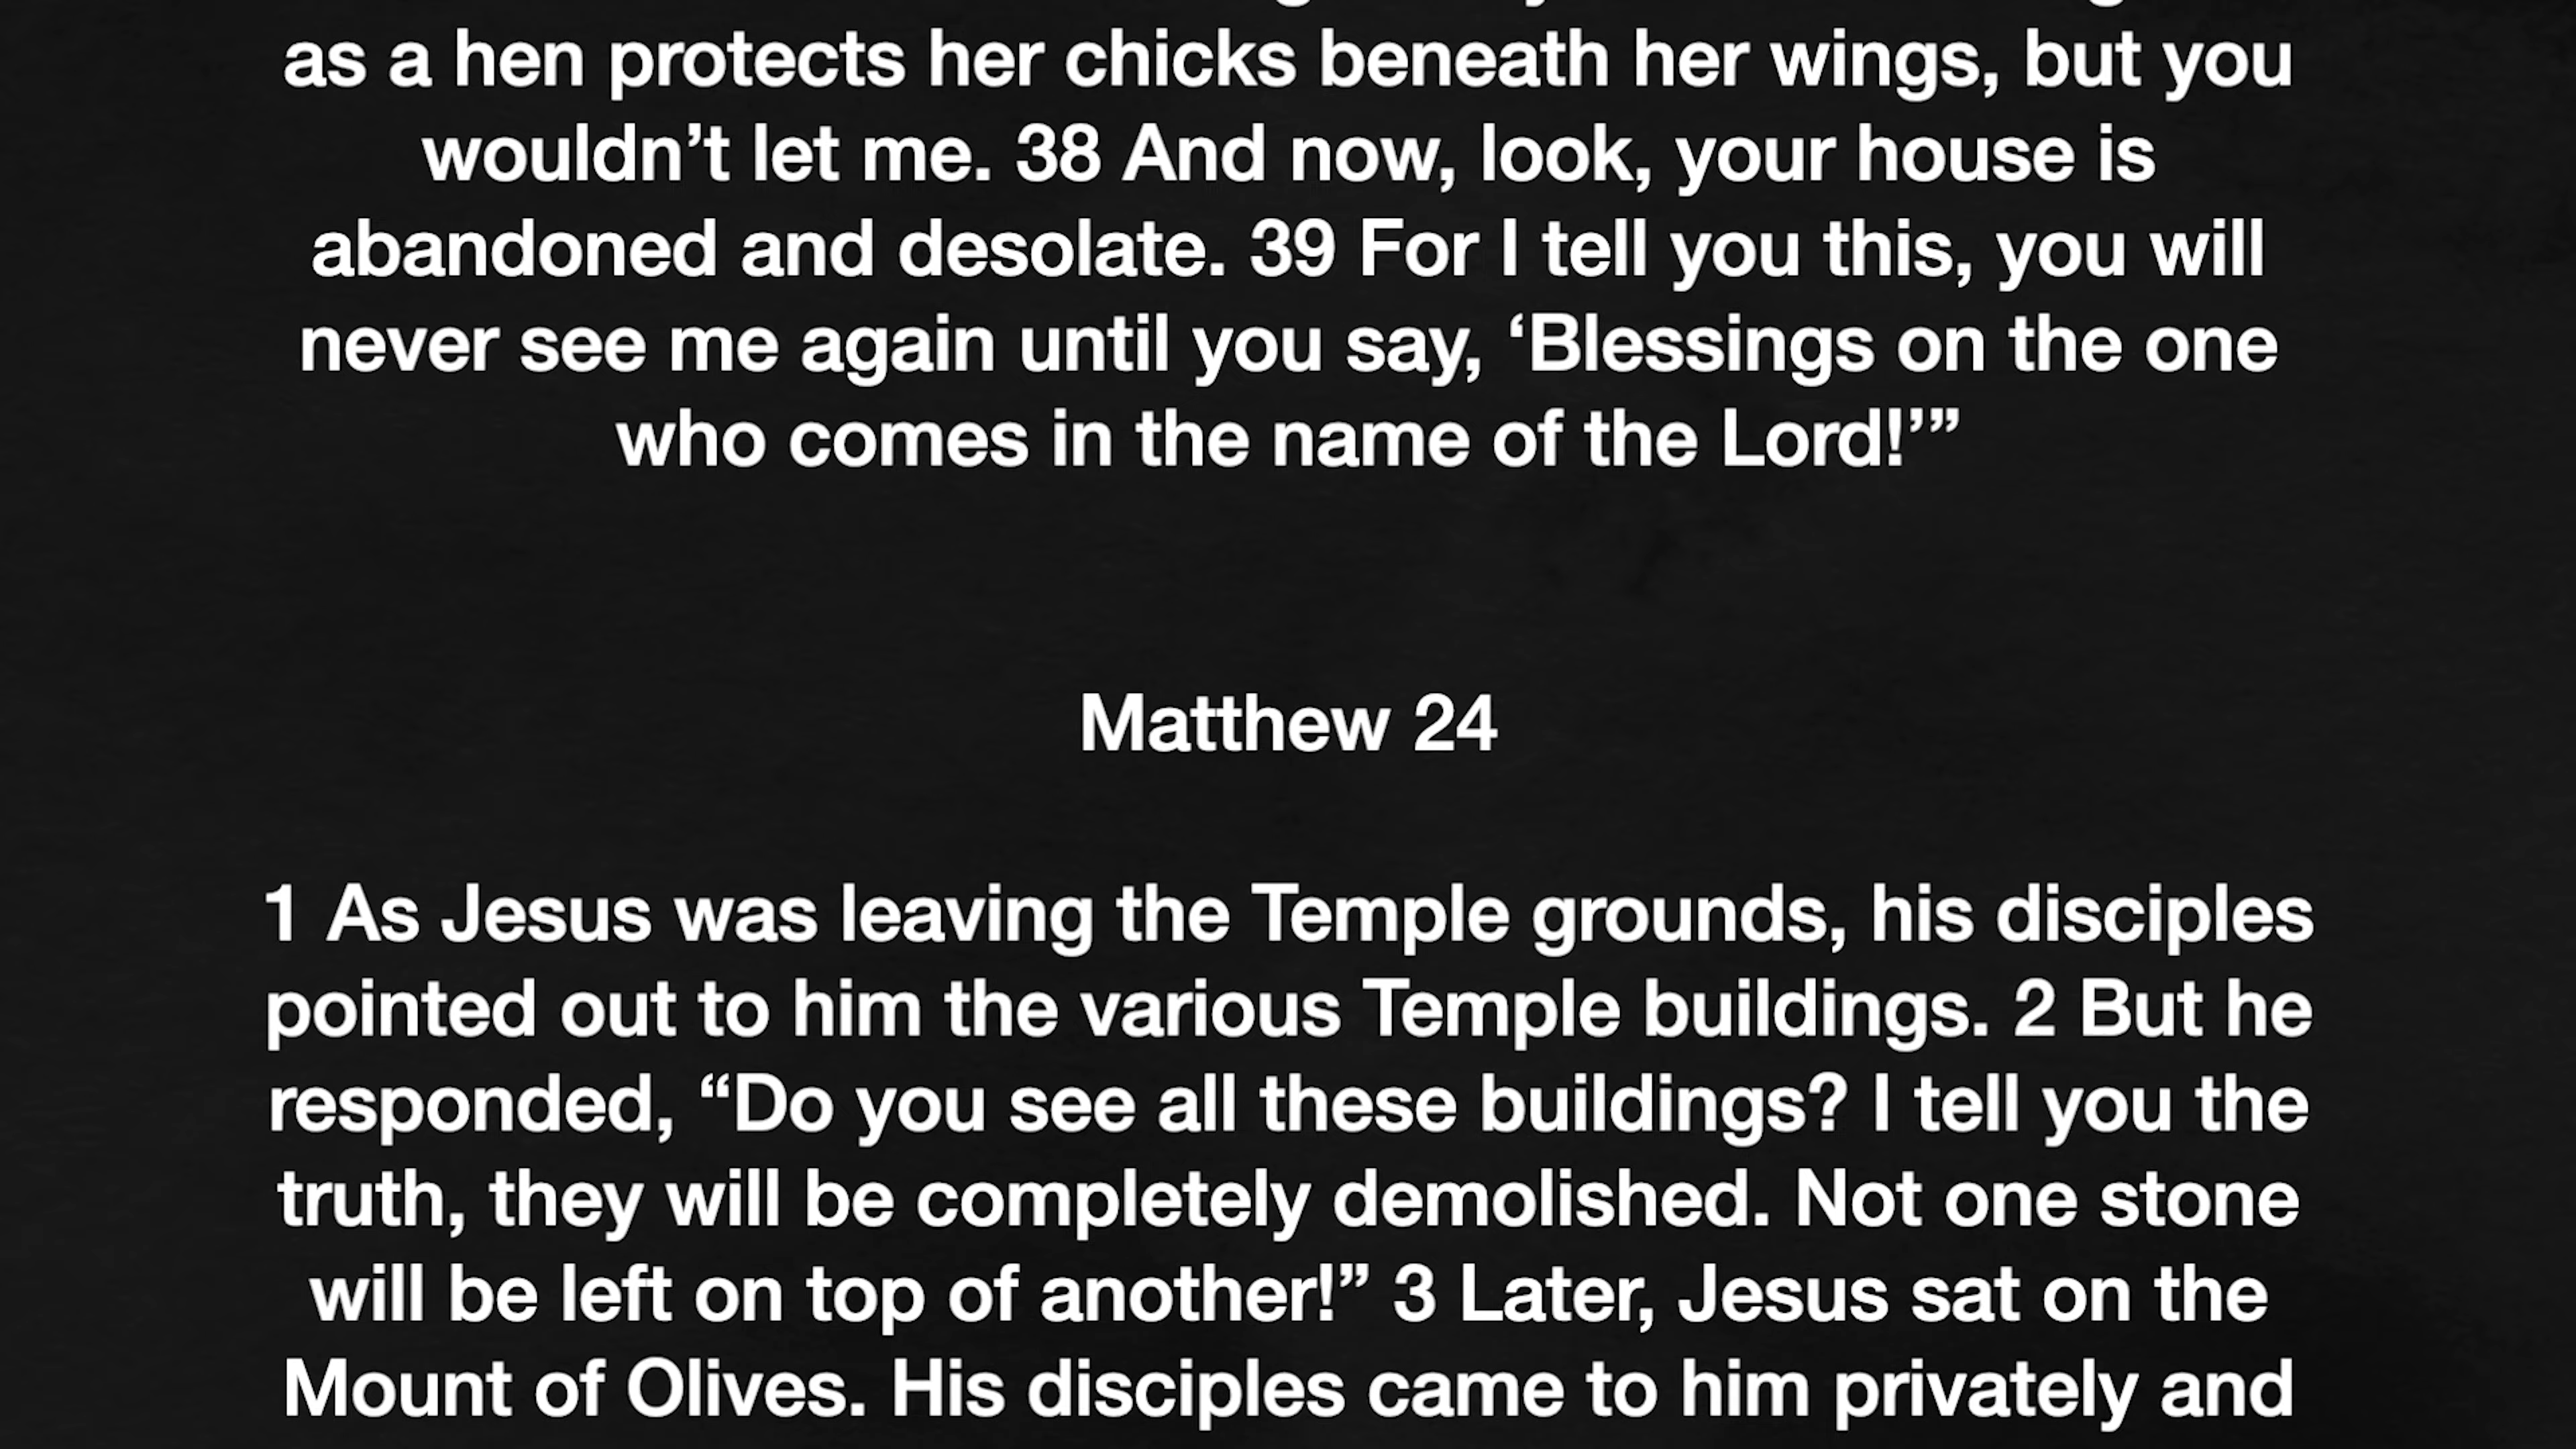 as a hen protects her chicks beneath her wings, but you
wouldn’t let me. 38 And now, look, your house is
abandoned and desolate. 39 For I tell you this, you will
never see me again until you say, ‘Blessings on the one
who comes in the name of the Lord!’”
Matthew 24
1 As Jesus was leaving the Temple grounds, his disciples
pointed out to him the various Temple buildings. 2 But he
responded, “Do you see all these buildings? I tell you the
truth, they will be completely demolished. Not one stone
will be left on top of another!” 3 Later, Jesus sat on the
Mount of Olives. His disciples came to him privately and